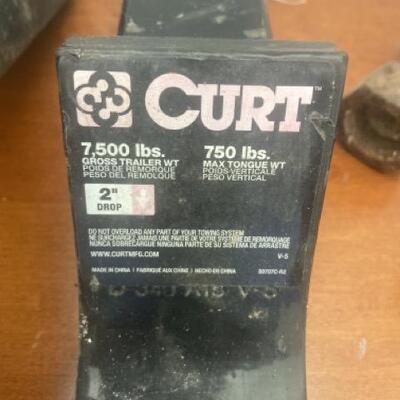 CURT™
7,500 lbs.
GROSS TRAILER WT
POIDS DE REMORQUE
PESO DEL REMOLQUE
750 lbs.
MAX TONGUE WT
POIDS VERTICALE
PESO VERTICAL
2"
DROP
DO NOT OVERLOAD ANY PART OF YOUR TOWING SYSTEM
NE SURCHARGEZ JAMAIS UNE PARTIE DE VOTRE SYSTEME DE REMORQUAGE
NUNCA SOBRECARGUE NINGUNA PARTE DE SU SISTEMA DE ARRASTRE
WWW.CURTMFG.COM
V-5
MADE IN CHINA | FABRIQUÉ AUX CHINE | HECHO EN CHINA